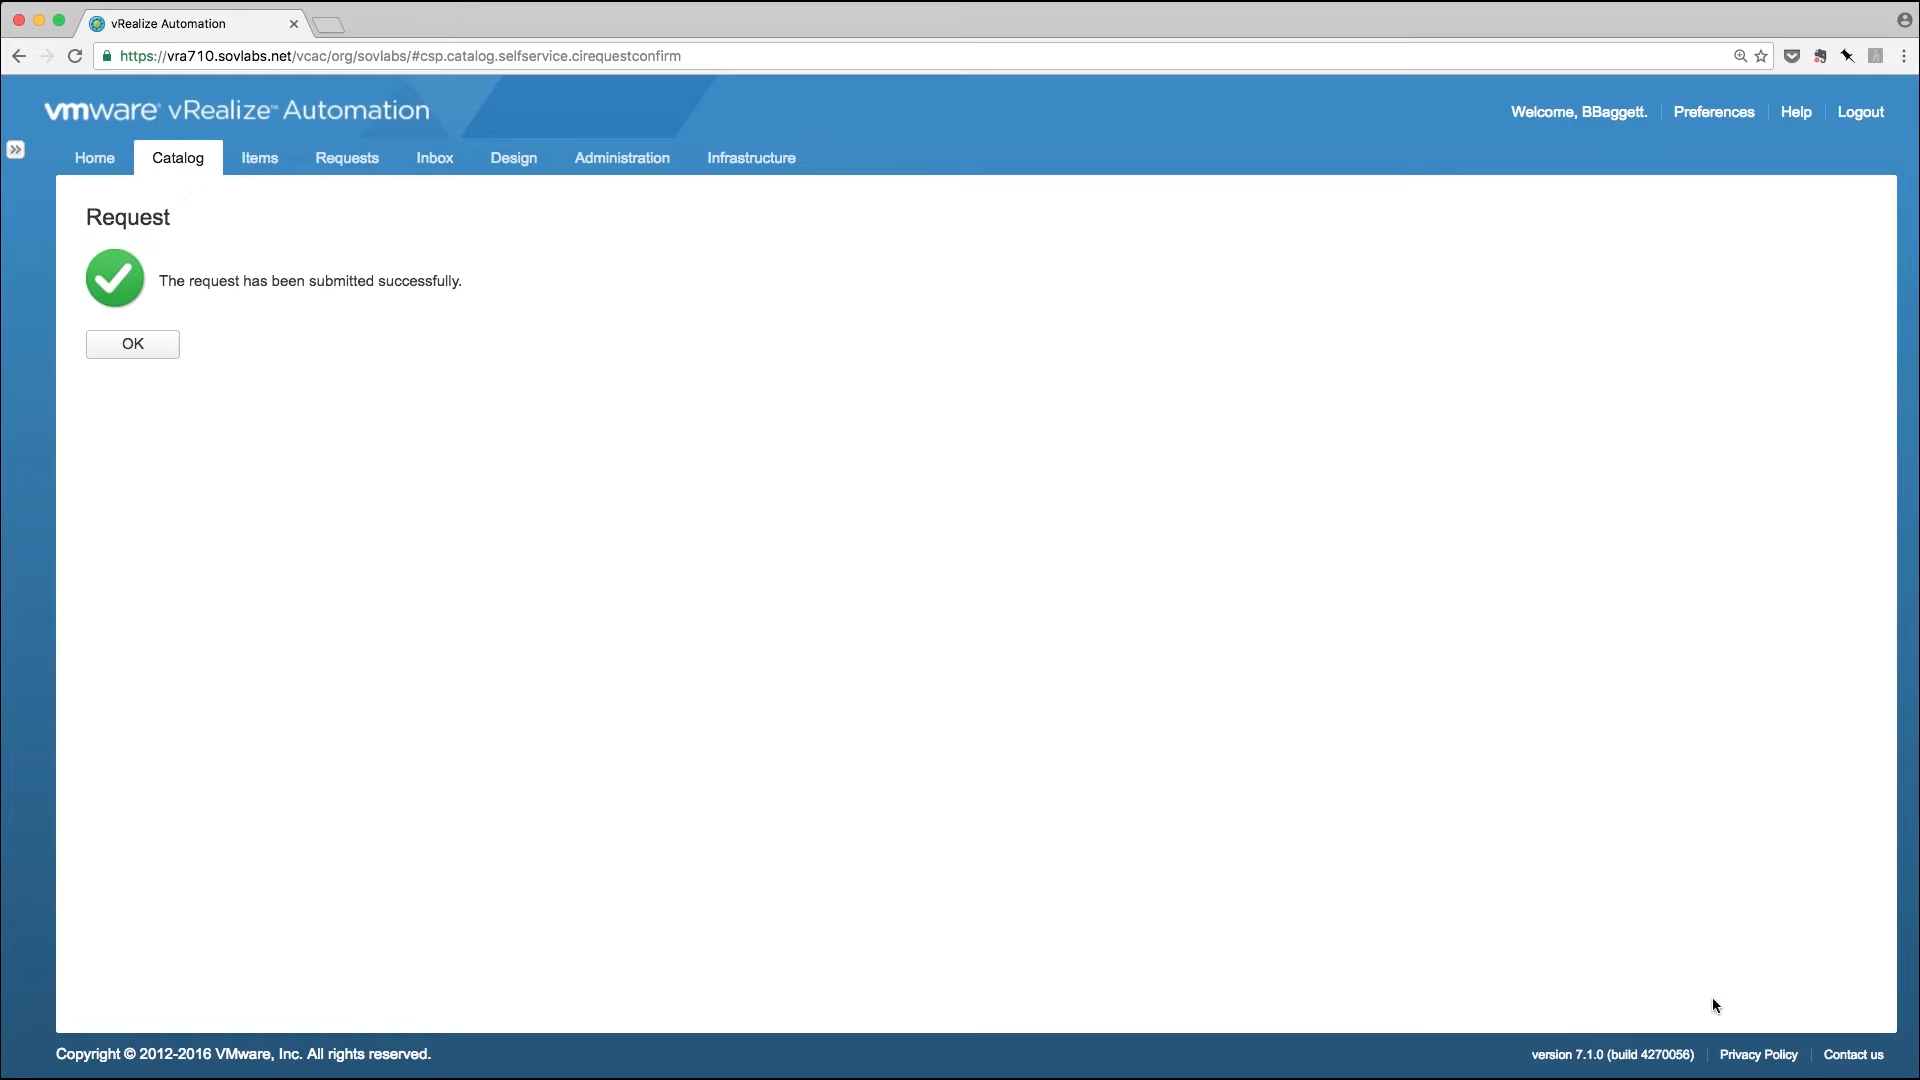 vRealize Automation
https://vra710.sovlabs.net/vcac/org/sovlabs/#csp.catalog.selfservice.cirequestconfirm
vmware® vRealize™ Automation
Welcome, BBaggett. Preferences Help Logout
Home Catalog Items Requests Inbox Design Administration Infrastructure
Request
The request has been submitted successfully.
OK
Copyright © 2012-2016 VMware, Inc. All rights reserved.
version 7.1.0 (build 4270056) Privacy Policy Contact us